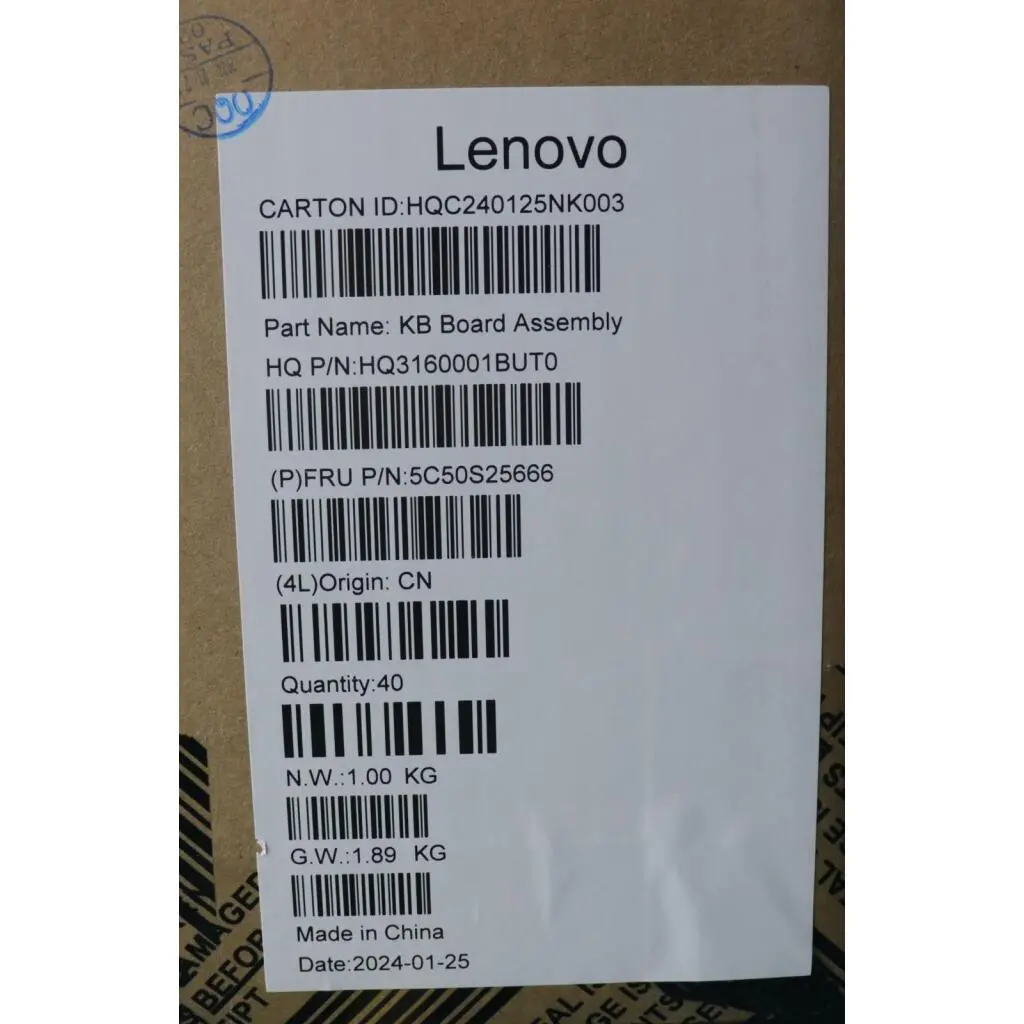 Lenovo
CARTON ID:HQC240125NK003
Part Name: KB Board Assembly
HQ P/N:HQ3160001BUT0
(P)FRU P/N:5C50S25666
(4L)Origin: CN
Quantity:40
N.W.:1.00 KG
G.W.:1.89 KG
Made in China
Date:2024-01-25
BEFOR